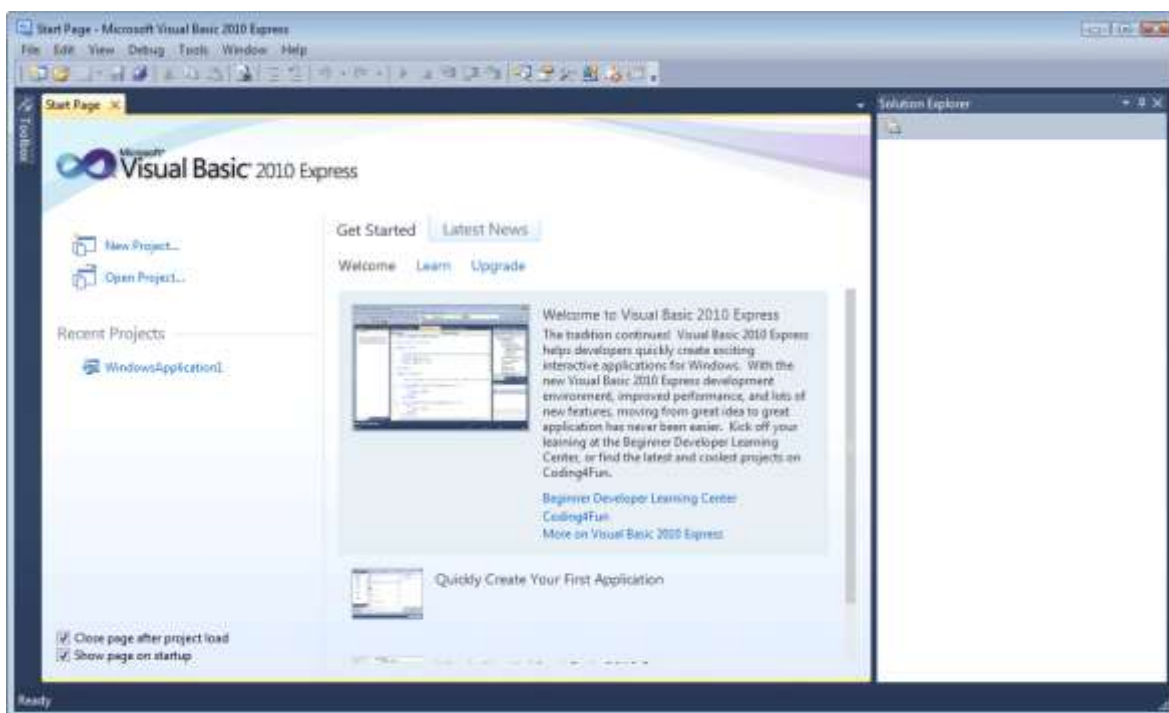 Start Page - Microsoft Visual Basic 2010 Express
File Edit View Debug Tools Window Help
Toolbox
Start Page
Solution Explorer
Microsoft
Visual Basic 2010 Express
New Project...
Open Project...
Recent Projects
WindowsApplication1
Get Started Latest News
Welcome Learn Upgrade
Welcome to Visual Basic 2010 Express
The tradition continues! Visual Basic 2010 Express
helps developers quickly create exciting
interactive applications for Windows. With the
new Visual Basic 2010 Express development
environment, improved performance, and lots of
new features, moving from great idea to great
application has never been easier. Kick off your
learning at the Beginner Developer Learning
Center, or find the latest and coolest projects on
Coding4Fun.
Beginner Developer Learning Center
Coding4Fun
More on Visual Basic 2010 Express
Quickly Create Your First Application
Close page after project load
Show page on startup
Ready